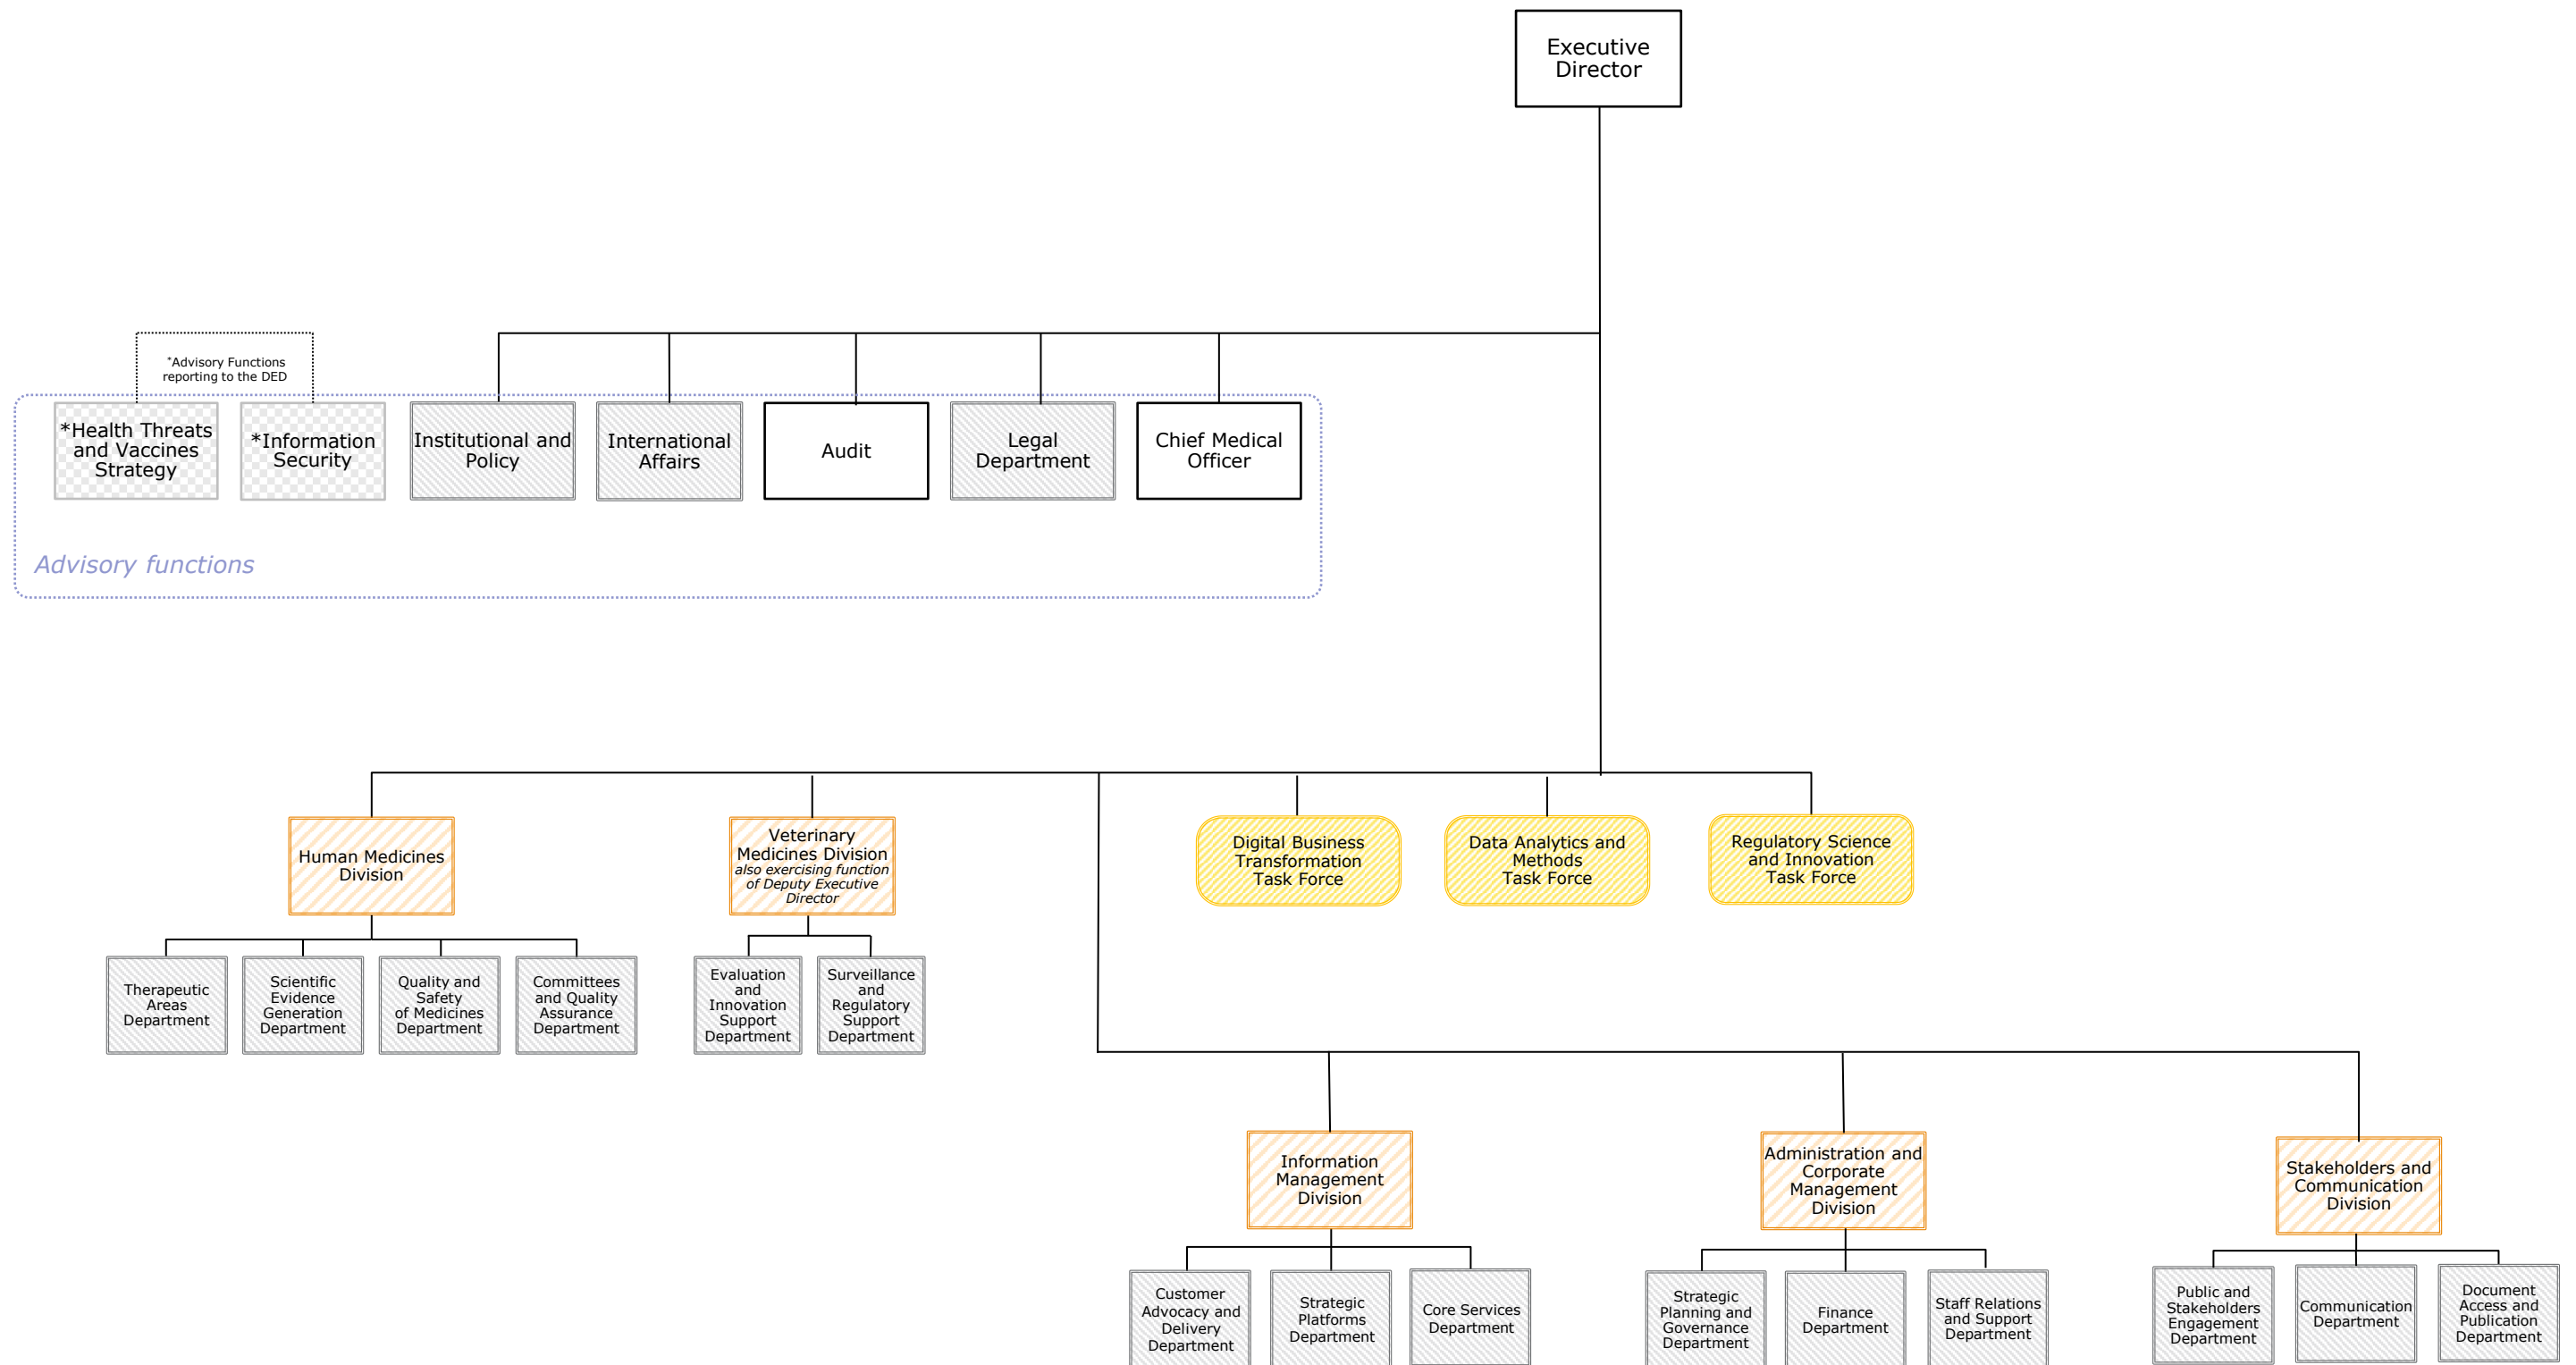 Executive
Director
*Advisory Functions
reporting to the DED
*Health Threats
and Vaccines
Strategy
*Information
Security
Institutional and
Policy
International
Affairs
Audit
Legal
Department
Chief Medical
Officer
Advisory functions
Human Medicines
Division
Veterinary
Medicines Division
also exercising function
of Deputy Executive
Director
Digital Business
Transformation
Task Force
Data Analytics and
Methods
Task Force
Regulatory Science
and Innovation
Task Force
Therapeutic
Areas
Department
Scientific
Evidence
Generation
Department
Quality and
Safety
of Medicines
Department
Committees
and Quality
Assurance
Department
Evaluation
and
Innovation
Support
Department
Surveillance
and
Regulatory
Support
Department
Information
Management
Division
Administration and
Corporate
Management
Division
Stakeholders and
Communication
Division
Customer
Advocacy and
Delivery
Department
Strategic
Platforms
Department
Core Services
Department
Strategic
Planning and
Governance
Department
Finance
Department
Staff Relations
and Support
Department
Public and
Stakeholders
Engagement
Department
Communication
Department
Document
Access and
Publication
Department